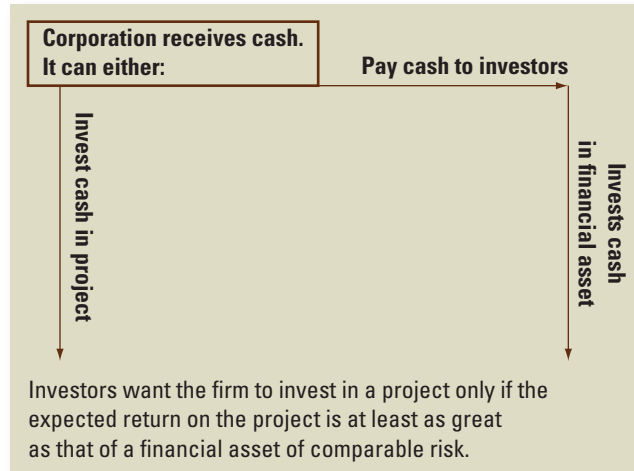 Corporation receives cash.
It can either:
Pay cash to investors
Invest cash in project
Invests cash
in financial asset
Investors want the firm to invest in a project only if the
expected return on the project is at least as great
as that of a financial asset of comparable risk.